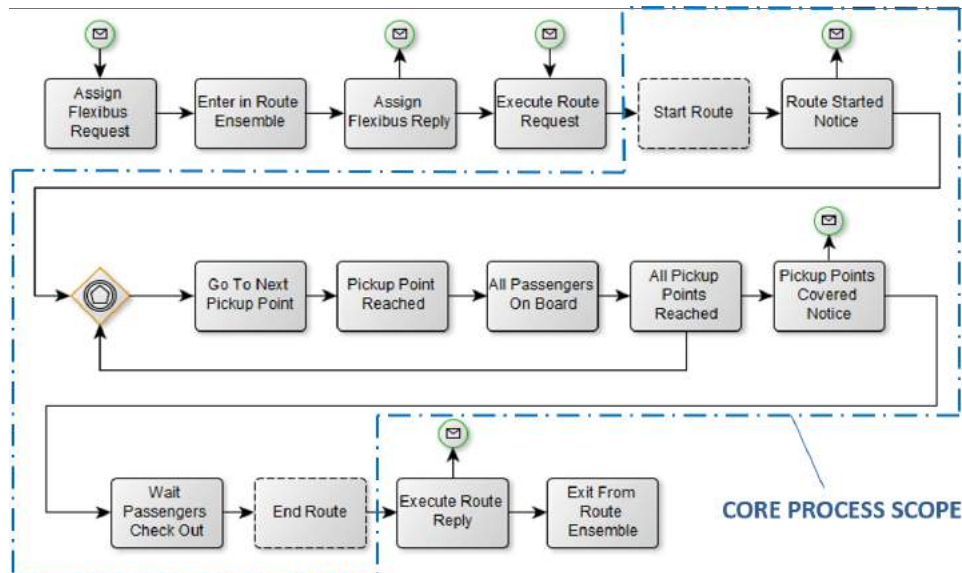 Assign
Flexibus
Request
Enter in Route
Ensemble
Assign
Flexibus Reply
Execute Route
Request
Start Route
Route Started
Notice
Go To Next
Pickup Point
Pickup Point
Reached
All Passengers
On Board
All Pickup
Points
Reached
Pickup Points
Covered
Notice
Wait
Passengers
Check Out
End Route
Execute Route
Reply
Exit From
Route
Ensemble
CORE PROCESS SCOPE